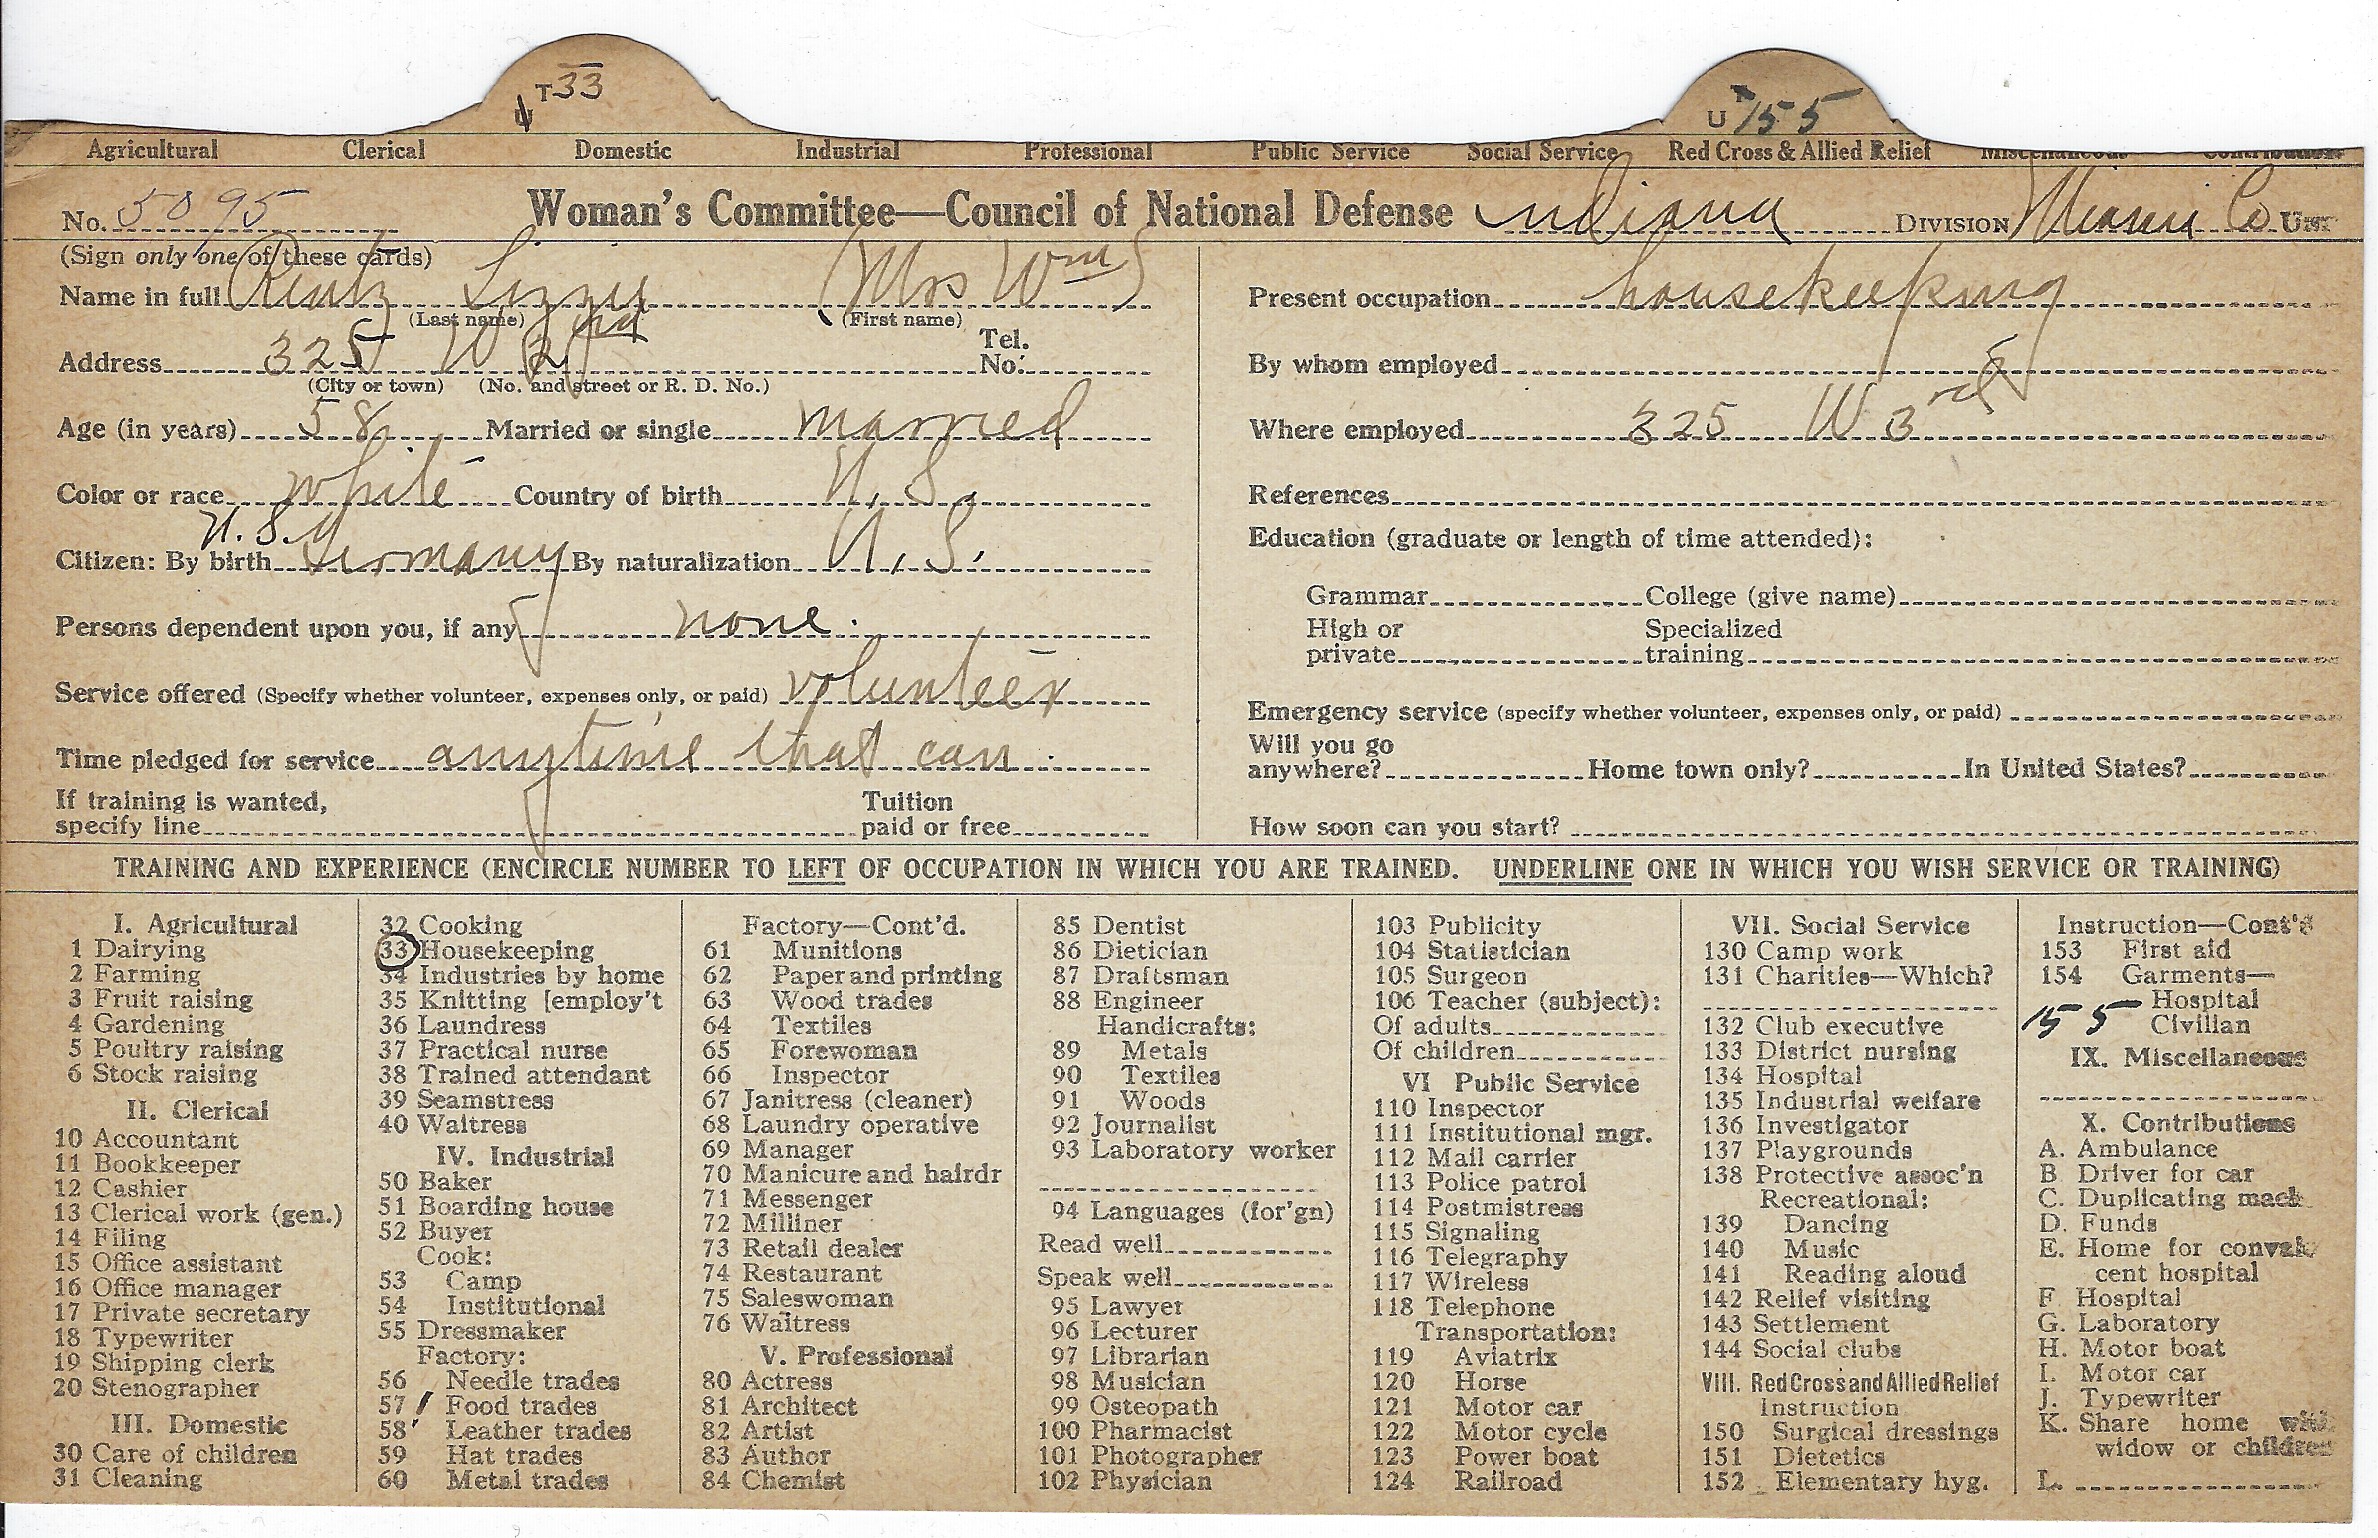 T 33
U 155
Agricultural Clerical Domestic Industrial Professional Public Service Social Service Red Cross & Allied Relief Miscellaneous Contributions
No. 5095 Woman's Committee—Council of National Defense Indiana DIVISION Miami Co. UNIT
(Sign only one of these cards)
Name in full Rentz Lizzie (Mrs Wm)
(Last name) (First name)
Address 325 W 3rd Tel. No.
(City or town) (No. and street or R. D. No.)
Age (in years) 58 Married or single married
Color or race white Country of birth U. S.
U. S.
Citizen: By birth Germany By naturalization U. S.
Persons dependent upon you, if any none
Service offered (Specify whether volunteer, expenses only, or paid) volunteer
Time pledged for service anytime that can
If training is wanted, specify line Tuition paid or free
Present occupation housekeeping
By whom employed
Where employed 325 W 3rd
References
Education (graduate or length of time attended):
Grammar College (give name)
High or private Specialized training
Emergency service (specify whether volunteer, expenses only, or paid)
Will you go anywhere? Home town only? In United States?
How soon can you start?
TRAINING AND EXPERIENCE (ENCIRCLE NUMBER TO LEFT OF OCCUPATION IN WHICH YOU ARE TRAINED. UNDERLINE ONE IN WHICH YOU WISH SERVICE OR TRAINING)
I. Agricultural
1 Dairying
2 Farming
3 Fruit raising
4 Gardening
5 Poultry raising
6 Stock raising
II. Clerical
10 Accountant
11 Bookkeeper
12 Cashier
13 Clerical work (gen.)
14 Filing
15 Office assistant
16 Office manager
17 Private secretary
18 Typewriter
19 Shipping clerk
20 Stenographer
III. Domestic
30 Care of children
31 Cleaning
32 Cooking
33 Housekeeping
34 Industries by home
35 Knitting [employ't
36 Laundress
37 Practical nurse
38 Trained attendant
39 Seamstress
40 Waitress
IV. Industrial
50 Baker
51 Boarding house
52 Buyer
Cook:
53 Camp
54 Institutional
55 Dressmaker
Factory:
56 Needle trades
57 Food trades
58 Leather trades
59 Hat trades
60 Metal trades
Factory—Cont'd.
61 Munitions
62 Paper and printing
63 Wood trades
64 Textiles
65 Forewoman
66 Inspector
67 Janitress (cleaner)
68 Laundry operative
69 Manager
70 Manicure and hairdr
71 Messenger
72 Milliner
73 Retail dealer
74 Restaurant
75 Saleswoman
76 Waitress
V. Professional
80 Actress
81 Architect
82 Artist
83 Author
84 Chemist
85 Dentist
86 Dietician
87 Draftsman
88 Engineer
Handicrafts:
89 Metals
90 Textiles
91 Woods
92 Journalist
93 Laboratory worker
94 Languages (for'gn)
Read well
Speak well
95 Lawyer
96 Lecturer
97 Librarian
98 Musician
99 Osteopath
100 Pharmacist
101 Photographer
102 Physician
103 Publicity
104 Statistician
105 Surgeon
106 Teacher (subject):
Of adults
Of children
VI Public Service
110 Inspector
111 Institutional mgr.
112 Mail carrier
113 Police patrol
114 Postmistress
115 Signaling
116 Telegraphy
117 Wireless
118 Telephone
Transportation:
119 Aviatrix
120 Horse
121 Motor car
122 Motor cycle
123 Power boat
124 Railroad
VII. Social Service
130 Camp work
131 Charities—Which?
132 Club executive
133 District nursing
134 Hospital
135 Industrial welfare
136 Investigator
137 Playgrounds
138 Protective assoc'n
Recreational:
139 Dancing
140 Music
141 Reading aloud
142 Relief visiting
143 Settlement
144 Social clubs
VIII. Red Cross and Allied Relief
Instruction
150 Surgical dressings
151 Dietetics
152 Elementary hyg.
Instruction—Cont'd
153 First aid
154 Garments—
Hospital
155 Civilian
IX. Miscellaneous
X. Contributions
A. Ambulance
B Driver for car
C. Duplicating mach.
D. Funds
E. Home for convales
cent hospital
F Hospital
G. Laboratory
H. Motor boat
I. Motor car
J. Typewriter
K. Share home with
widow or children
L.